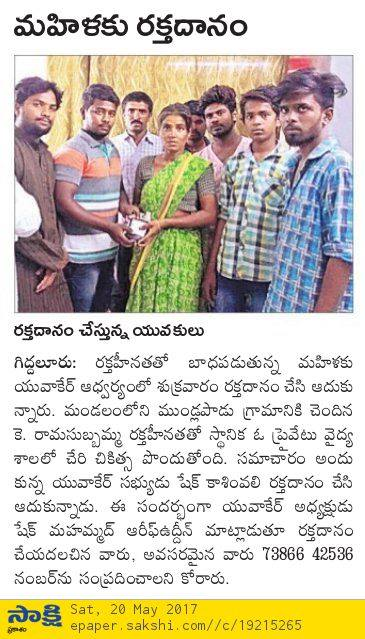 మహిళకు రక్తదానం
రక్తదానం చేస్తున్న యువకులు
గిద్దలూరు: రక్తహీనతతో బాధపడుతున్న మహిళకు
యువాకేర్ ఆధ్వర్యంలో శుక్రవారం రక్తదానం చేసి ఆదుకు
న్నారు. మండలంలోని ముండ్లపాడు గ్రామానికి చెందిన
కె. రామసుబ్బమ్మ రక్తహీనతతో స్థానిక ఓ ప్రైవేటు వైద్య
శాలలో చేరి చికిత్స పొందుతోంది. సమాచారం అందు
కున్న యువాకేర్ సభ్యుడు షేక్ కాశింవలి రక్తదానం చేసి
ఆదుకున్నాడు. ఈ సందర్భంగా యువాకేర్ అధ్యక్షుడు
షేక్ మహమ్మద్ ఆరీఫ్ఉద్దీన్ మాట్లాడుతూ రక్తదానం
చేయదలచిన వారు, అవసరమైన వారు 73866 42536
నంబర్‌ను సంప్రదించాలని కోరారు.
సాక్షి
ప్రకాశం
Sat, 20 May 2017
epaper.sakshi.com//c/19215265